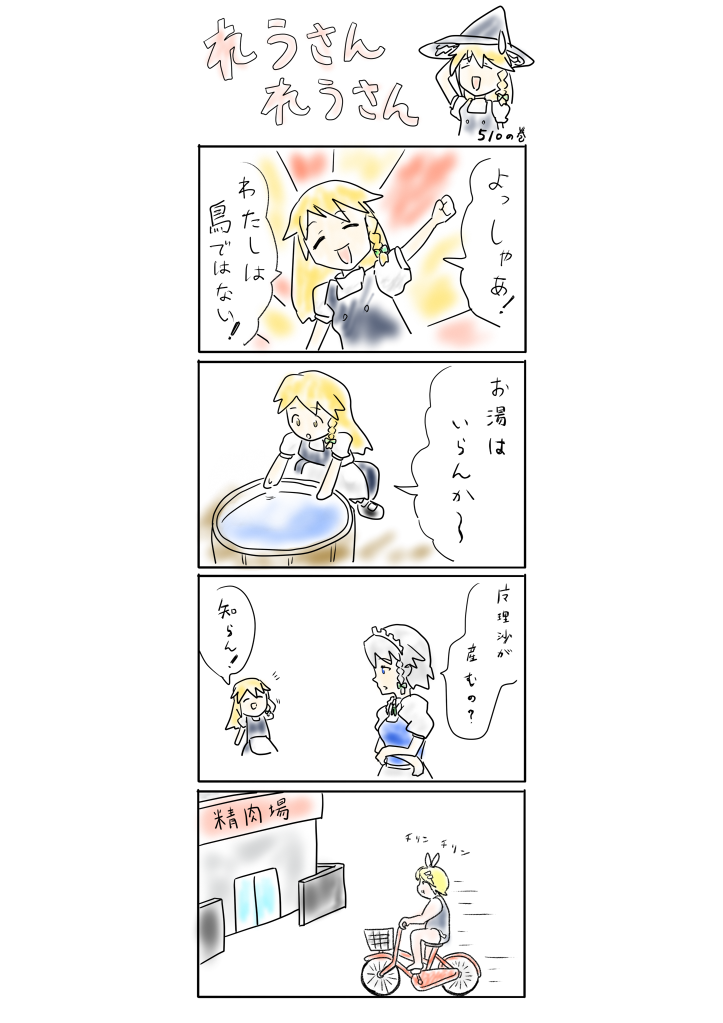 れうさん
れうさん
510の巻
よっしゃあ!
わたしは
鳥ではない!
お湯は
いらんか〜
广理沙が
産むの?
知らん!
精肉場
チリン チリン